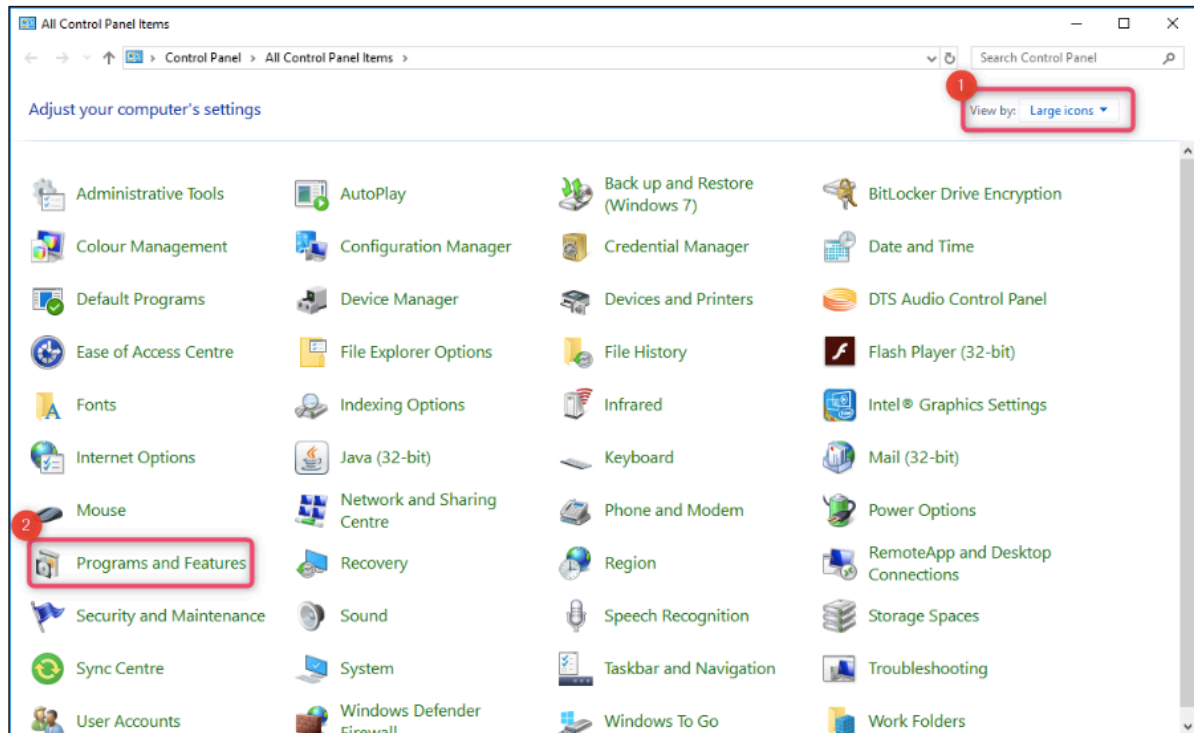 All Control Panel Items
Control Panel > All Control Panel Items >
Search Control Panel
1
Adjust your computer's settings
View by: Large icons
Administrative Tools
AutoPlay
Back up and Restore
(Windows 7)
BitLocker Drive Encryption
Colour Management
Configuration Manager
Credential Manager
Date and Time
Default Programs
Device Manager
Devices and Printers
DTS Audio Control Panel
Ease of Access Centre
File Explorer Options
File History
Flash Player (32-bit)
Fonts
Indexing Options
Infrared
Intel® Graphics Settings
Internet Options
Java (32-bit)
Keyboard
Mail (32-bit)
Mouse
Network and Sharing
Centre
Phone and Modem
Power Options
2
Programs and Features
Recovery
Region
RemoteApp and Desktop
Connections
Security and Maintenance
Sound
Speech Recognition
Storage Spaces
Sync Centre
System
Taskbar and Navigation
Troubleshooting
User Accounts
Windows Defender
Firewall
Windows To Go
Work Folders